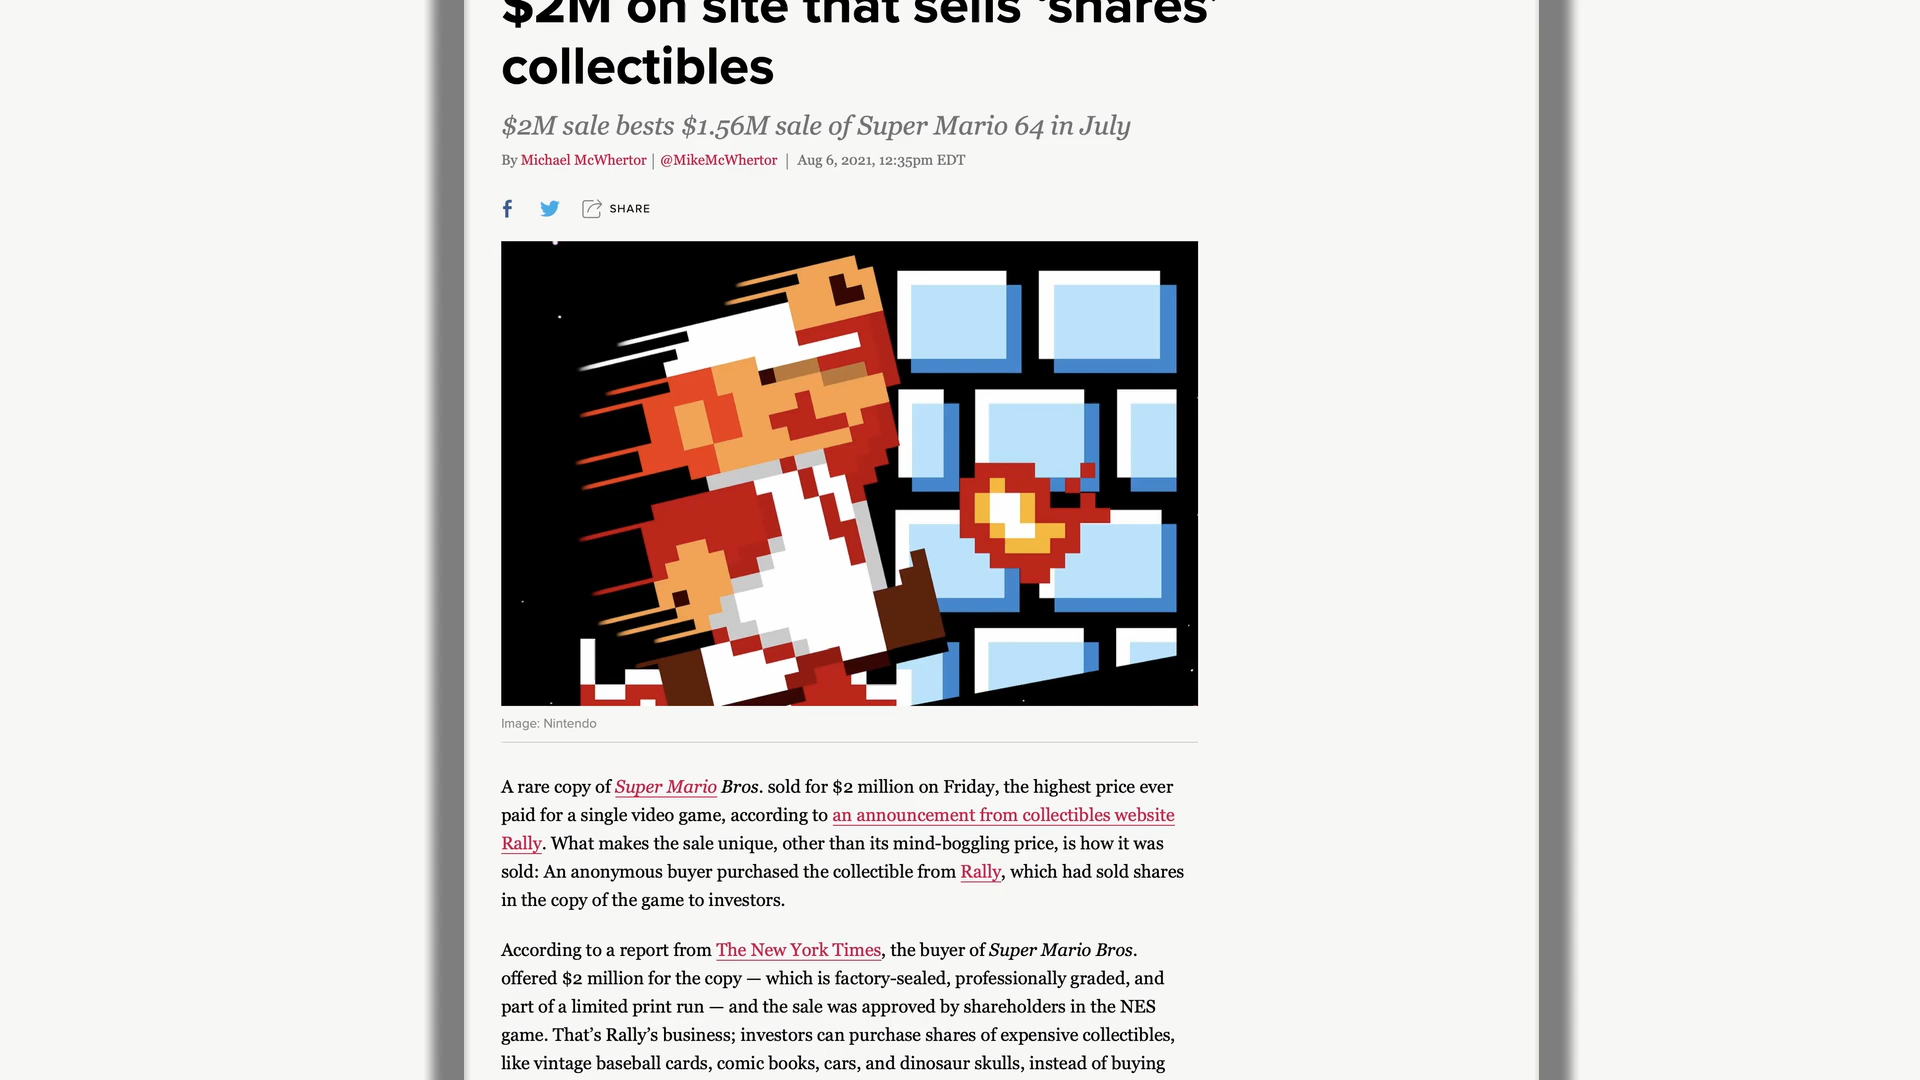 $2M on site that sells ‘shares’
collectibles
$2M sale bests $1.56M sale of Super Mario 64 in July
By Michael McWhertor | @MikeMcWhertor | Aug 6, 2021, 12:35pm EDT
SHARE
Image: Nintendo
A rare copy of Super Mario Bros. sold for $2 million on Friday, the highest price ever
paid for a single video game, according to an announcement from collectibles website
Rally. What makes the sale unique, other than its mind-boggling price, is how it was
sold: An anonymous buyer purchased the collectible from Rally, which had sold shares
in the copy of the game to investors.
According to a report from The New York Times, the buyer of Super Mario Bros.
offered $2 million for the copy — which is factory-sealed, professionally graded, and
part of a limited print run — and the sale was approved by shareholders in the NES
game. That’s Rally’s business; investors can purchase shares of expensive collectibles,
like vintage baseball cards, comic books, cars, and dinosaur skulls, instead of buying